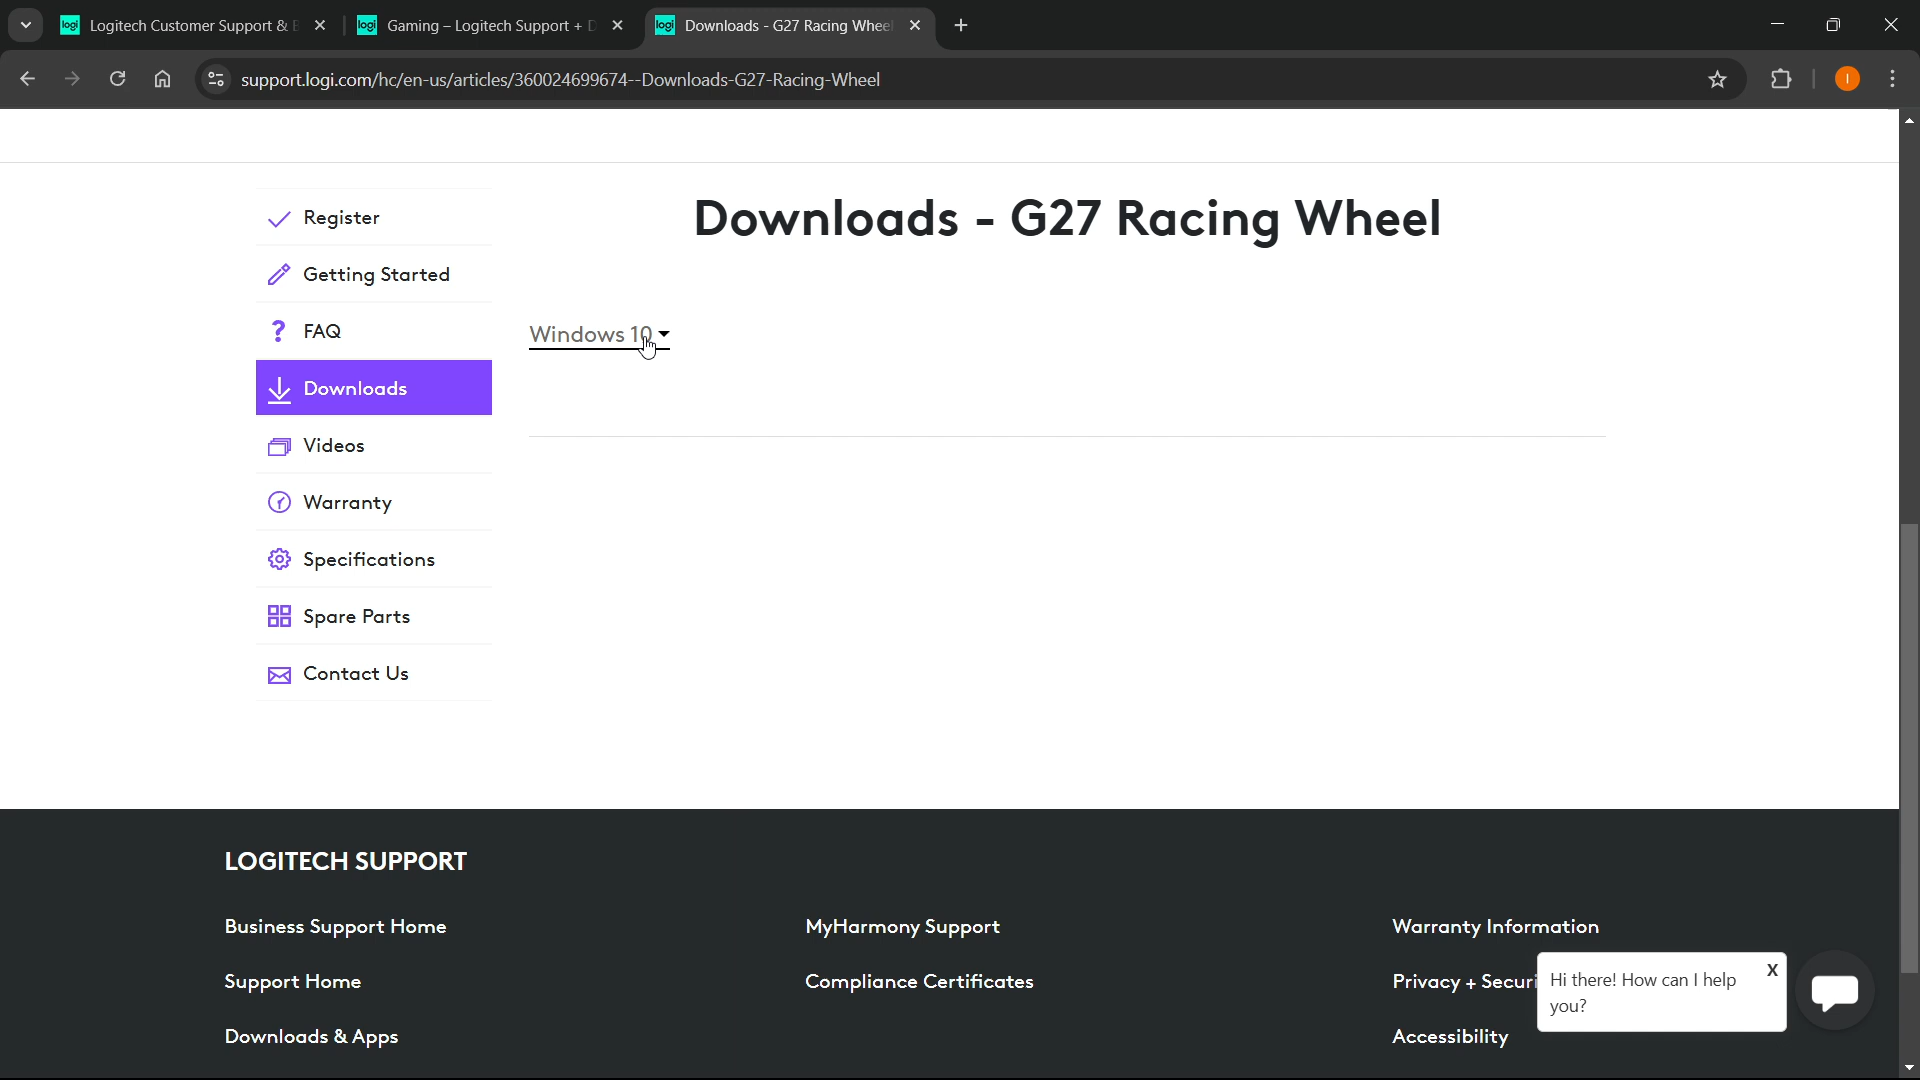 logi Logitech Customer Support & E
logi Gaming – Logitech Support + D
logi Downloads - G27 Racing Wheel
support.logi.com/hc/en-us/articles/360024699674--Downloads-G27-Racing-Wheel
I
Register
Getting Started
FAQ
Downloads
Videos
Warranty
Specifications
Spare Parts
Contact Us
Downloads - G27 Racing Wheel
Windows 10
LOGITECH SUPPORT
Business Support Home
MyHarmony Support
Warranty Information
Support Home
Compliance Certificates
Privacy + Securi
Downloads & Apps
Accessibility
Hi there! How can I help
you?
X